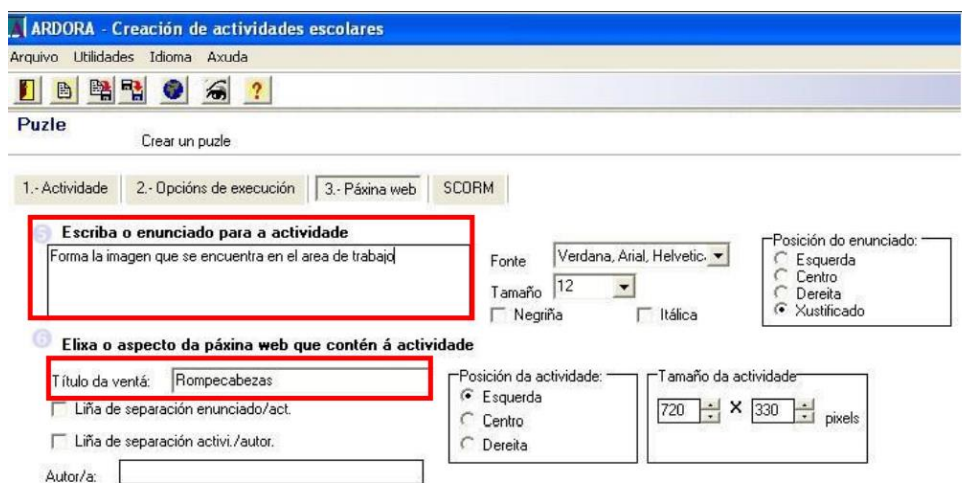 ARDORA - Creación de actividades escolares
Arquivo Utilidades Idioma Axuda
?
Puzle
Crear un puzle
1.- Actividade 2.- Opcións de execución 3.- Páxina web SCORM
5 Escriba o enunciado para a actividade
Forma la imagen que se encuentra en el area de trabajo
Fonte Verdana, Arial, Helvetic.
Tamaño 12
Negriña Itálica
Posición do enunciado:
Esquerda
Centro
Dereita
Xustificado
6 Elixa o aspecto da páxina web que contén á actividade
Título da ventá: Rompecabezas
Liña de separación enunciado/act.
Liña de separación activi./autor.
Autor/a:
Posición da actividade:
Esquerda
Centro
Dereita
Tamaño da actividade
720 X 330 pixels